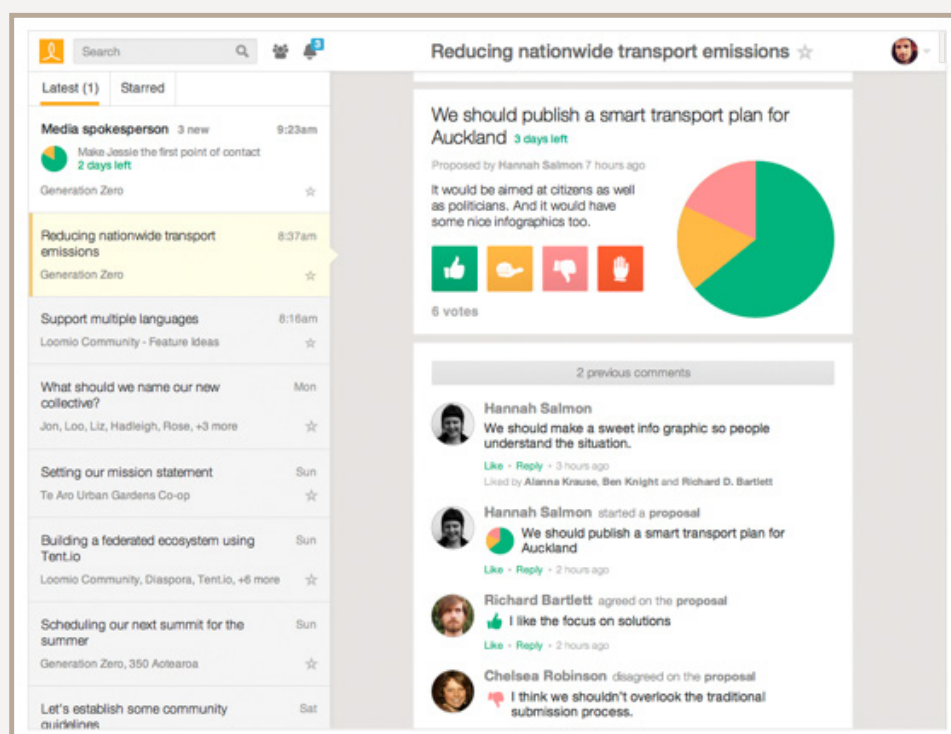 Search
3
Reducing nationwide transport emissions
Latest (1)
Starred
Media spokesperson 3 new 9:23am
Make Jessie the first point of contact
2 days left
Generation Zero
Reducing nationwide transport 8:37am
emissions
Generation Zero
Support multiple languages 8:16am
Loomio Community - Feature Ideas
What should we name our new Mon
collective?
Jon, Loo, Liz, Hadleigh, Rose, +3 more
Setting our mission statement Sun
Te Aro Urban Gardens Co-op
Building a federated ecosystem using Sun
Tent.io
Loomio Community, Diaspora, Tent.io, +6 more
Scheduling our next summit for the Sun
summer
Generation Zero, 350 Aotearoa
Let's establish some community Sat
guidelines
We should publish a smart transport plan for
Auckland 3 days left
Proposed by Hannah Salmon 7 hours ago
It would be aimed at citizens as well
as politicians. And it would have
some nice infographics too.
6 votes
2 previous comments
Hannah Salmon
We should make a sweet info graphic so people
understand the situation.
Like · Reply · 3 hours ago
Liked by Alanna Krause, Ben Knight and Richard D. Bartlett
Hannah Salmon started a proposal
We should publish a smart transport plan for
Auckland
Like · Reply · 2 hours ago
Richard Bartlett agreed on the proposal
I like the focus on solutions
Like · Reply · 2 hours ago
Chelsea Robinson disagreed on the proposal
I think we shouldn't overlook the traditional
submission process.